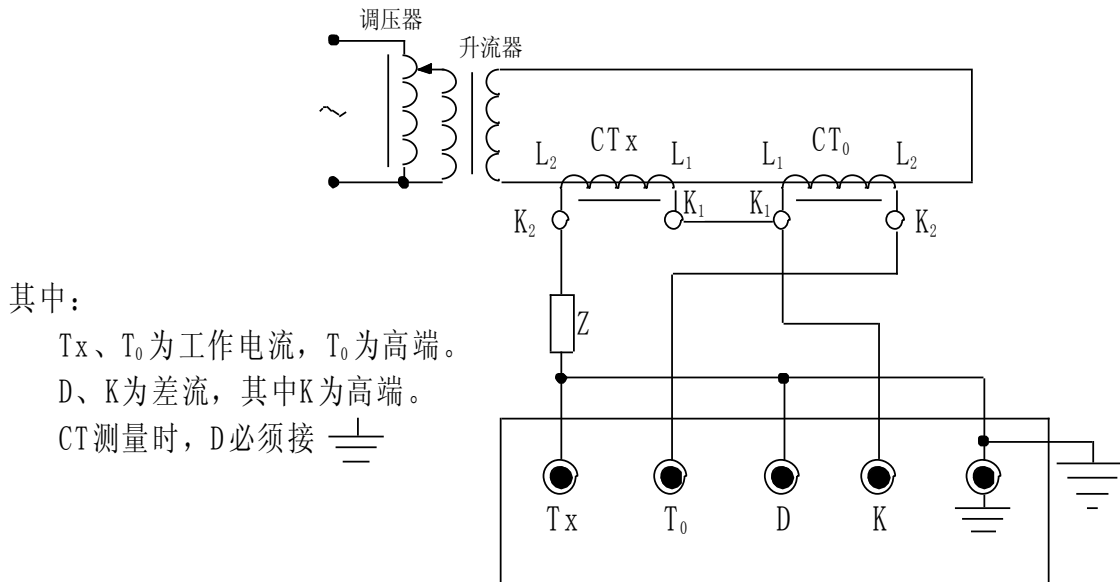 调压器
升流器
~
CTx
CT₀
L₂
L₁
L₁
L₂
K₂
K₁
K₁
K₂
Z
其中：
Tx、T₀为工作电流，T₀为高端。
D、K为差流，其中K为高端。
CT测量时，D必须接
Tx
T₀
D
K